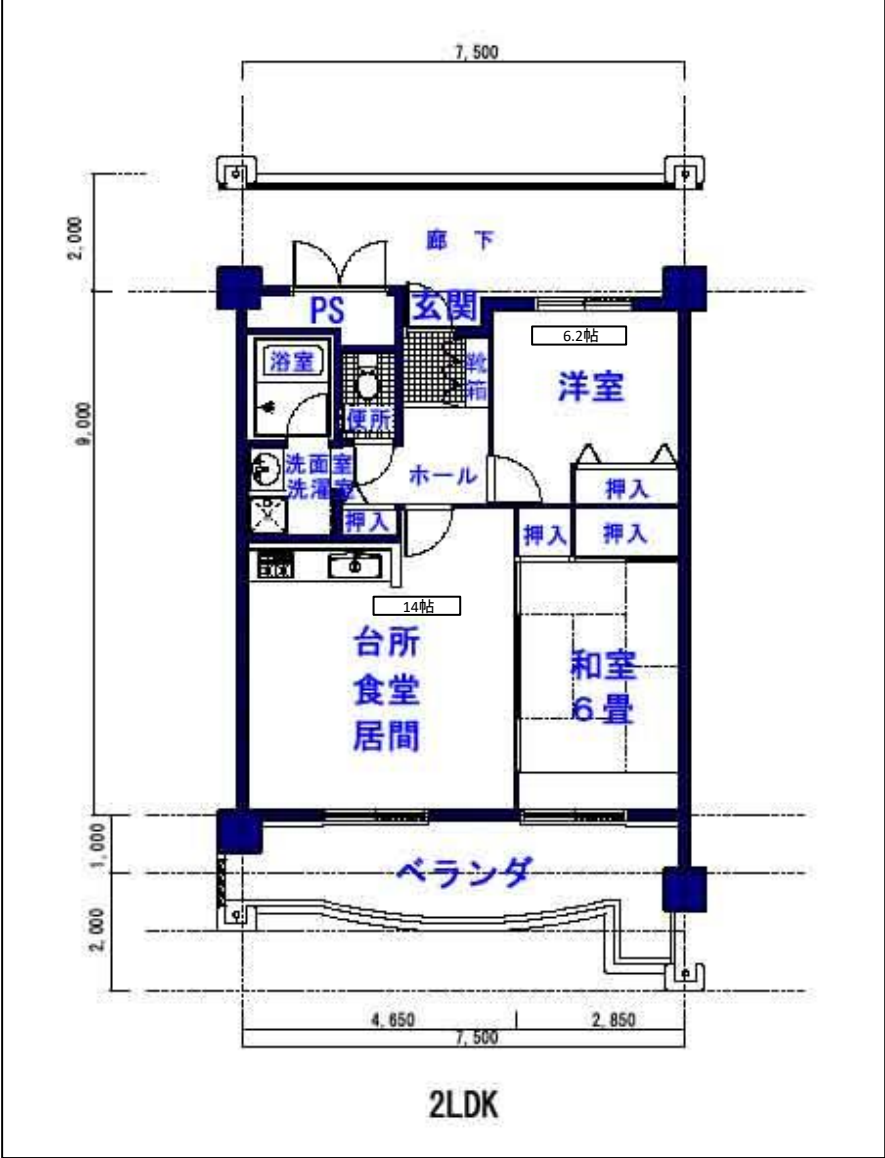 7,500
2,000
廊 下
PS
玄関
6.2帖
浴室
靴
箱
洋室
便所
9,000
洗面室
洗濯室
ホール
押入
押入
押入
押入
14帖
台所
食堂
居間
和室
6畳
1,000
ベランダ
2,000
4,650
2,850
7,500
2LDK